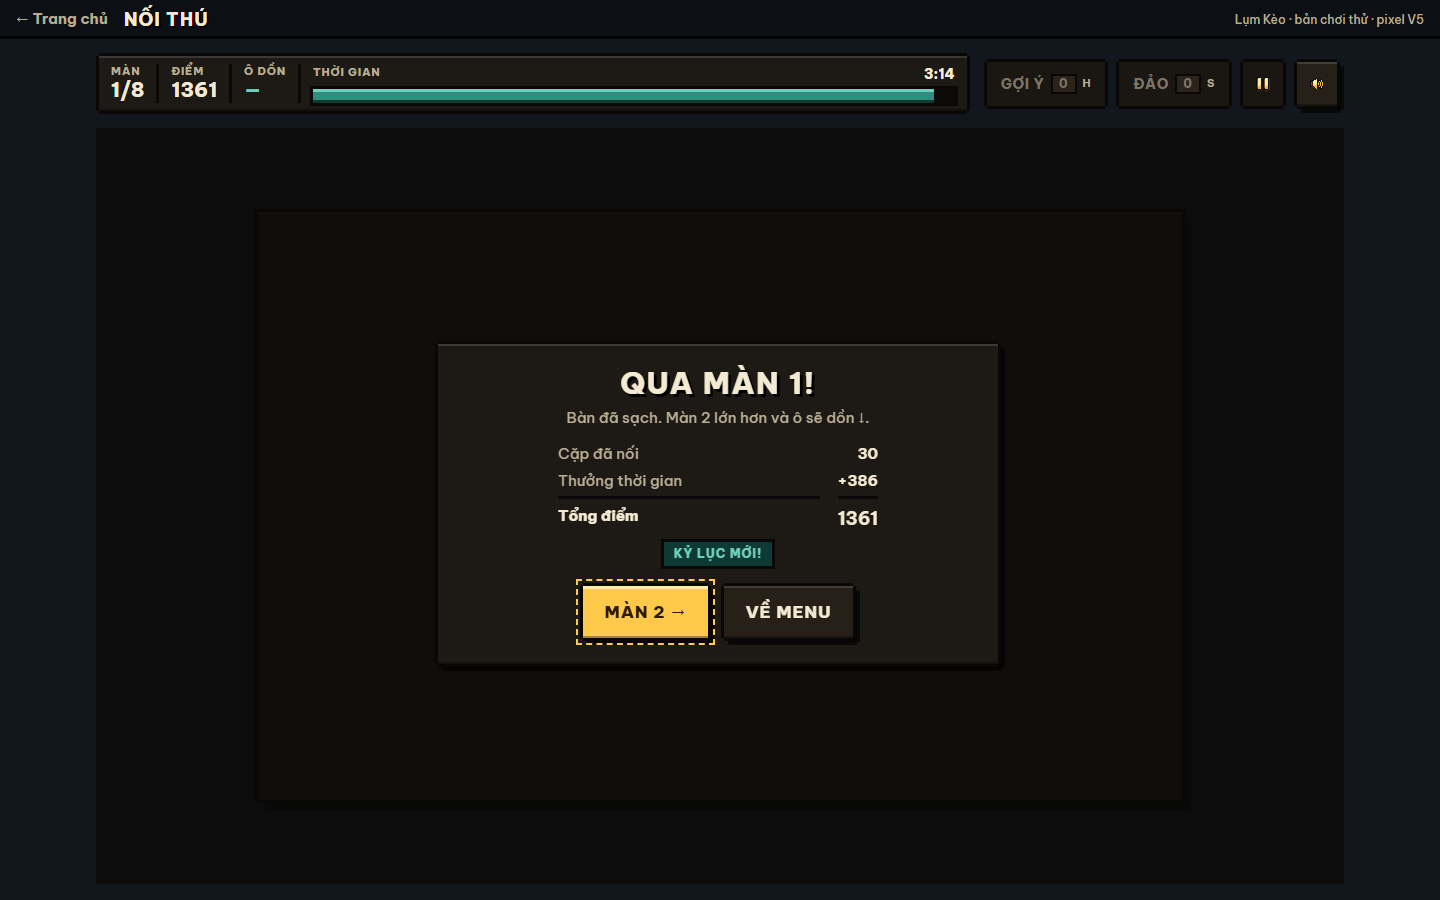 ← Trang chủ NỐI THÚ
Lụm Kèo · bản chơi thử · pixel V5
MÀN ĐIỂM Ô DỒN THỜI GIAN 3:14
1/8 1361 –
GỢI Ý 0 H ĐẢO 0 S
QUA MÀN 1!
Bàn đã sạch. Màn 2 lớn hơn và ô sẽ dồn ↓.
Cặp đã nối 30
Thưởng thời gian +386
Tổng điểm 1361
KỶ LỤC MỚI!
MÀN 2 → VỀ MENU